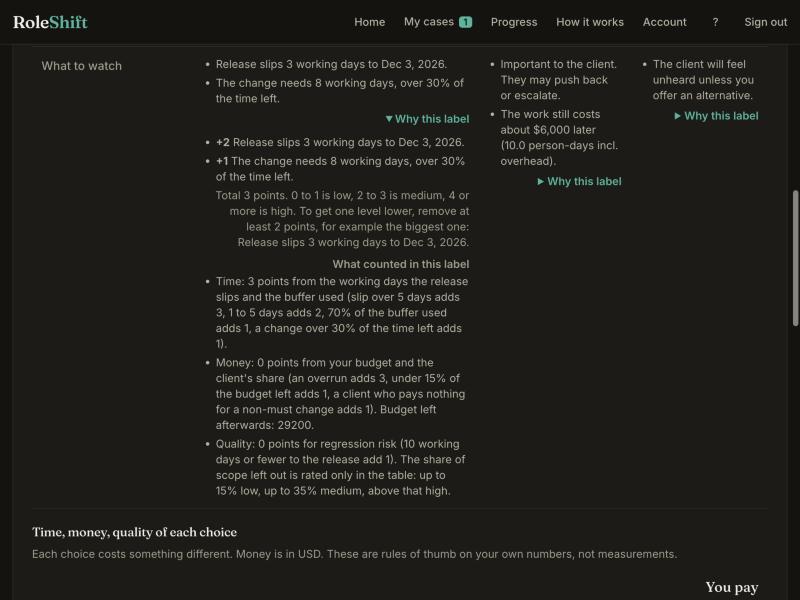 RoleShift
Home
My cases 1
Progress
How it works
Account
?
Sign out
What to watch
• Release slips 3 working days to Dec 3, 2026.
• The change needs 8 working days, over 30% of
the time left.
▼ Why this label
• +2 Release slips 3 working days to Dec 3, 2026.
• +1 The change needs 8 working days, over 30%
of the time left.
Total 3 points. 0 to 1 is low, 2 to 3 is medium, 4 or
more is high. To get one level lower, remove at
least 2 points, for example the biggest one:
Release slips 3 working days to Dec 3, 2026.
What counted in this label
• Time: 3 points from the working days the release
slips and the buffer used (slip over 5 days adds
3, 1 to 5 days adds 2, 70% of the buffer used
adds 1, a change over 30% of the time left adds
1).
• Money: 0 points from your budget and the
client's share (an overrun adds 3, under 15% of
the budget left adds 1, a client who pays nothing
for a non-must change adds 1). Budget left
afterwards: 29200.
• Quality: 0 points for regression risk (10 working
days or fewer to the release add 1). The share of
scope left out is rated only in the table: up to
15% low, up to 35% medium, above that high.
• Important to the client.
They may push back
or escalate.
• The work still costs
about $6,000 later
(10.0 person-days incl.
overhead).
▶ Why this label
• The client will feel
unheard unless you
offer an alternative.
▶ Why this label
Time, money, quality of each choice
Each choice costs something different. Money is in USD. These are rules of thumb on your own numbers, not measurements.
You pay